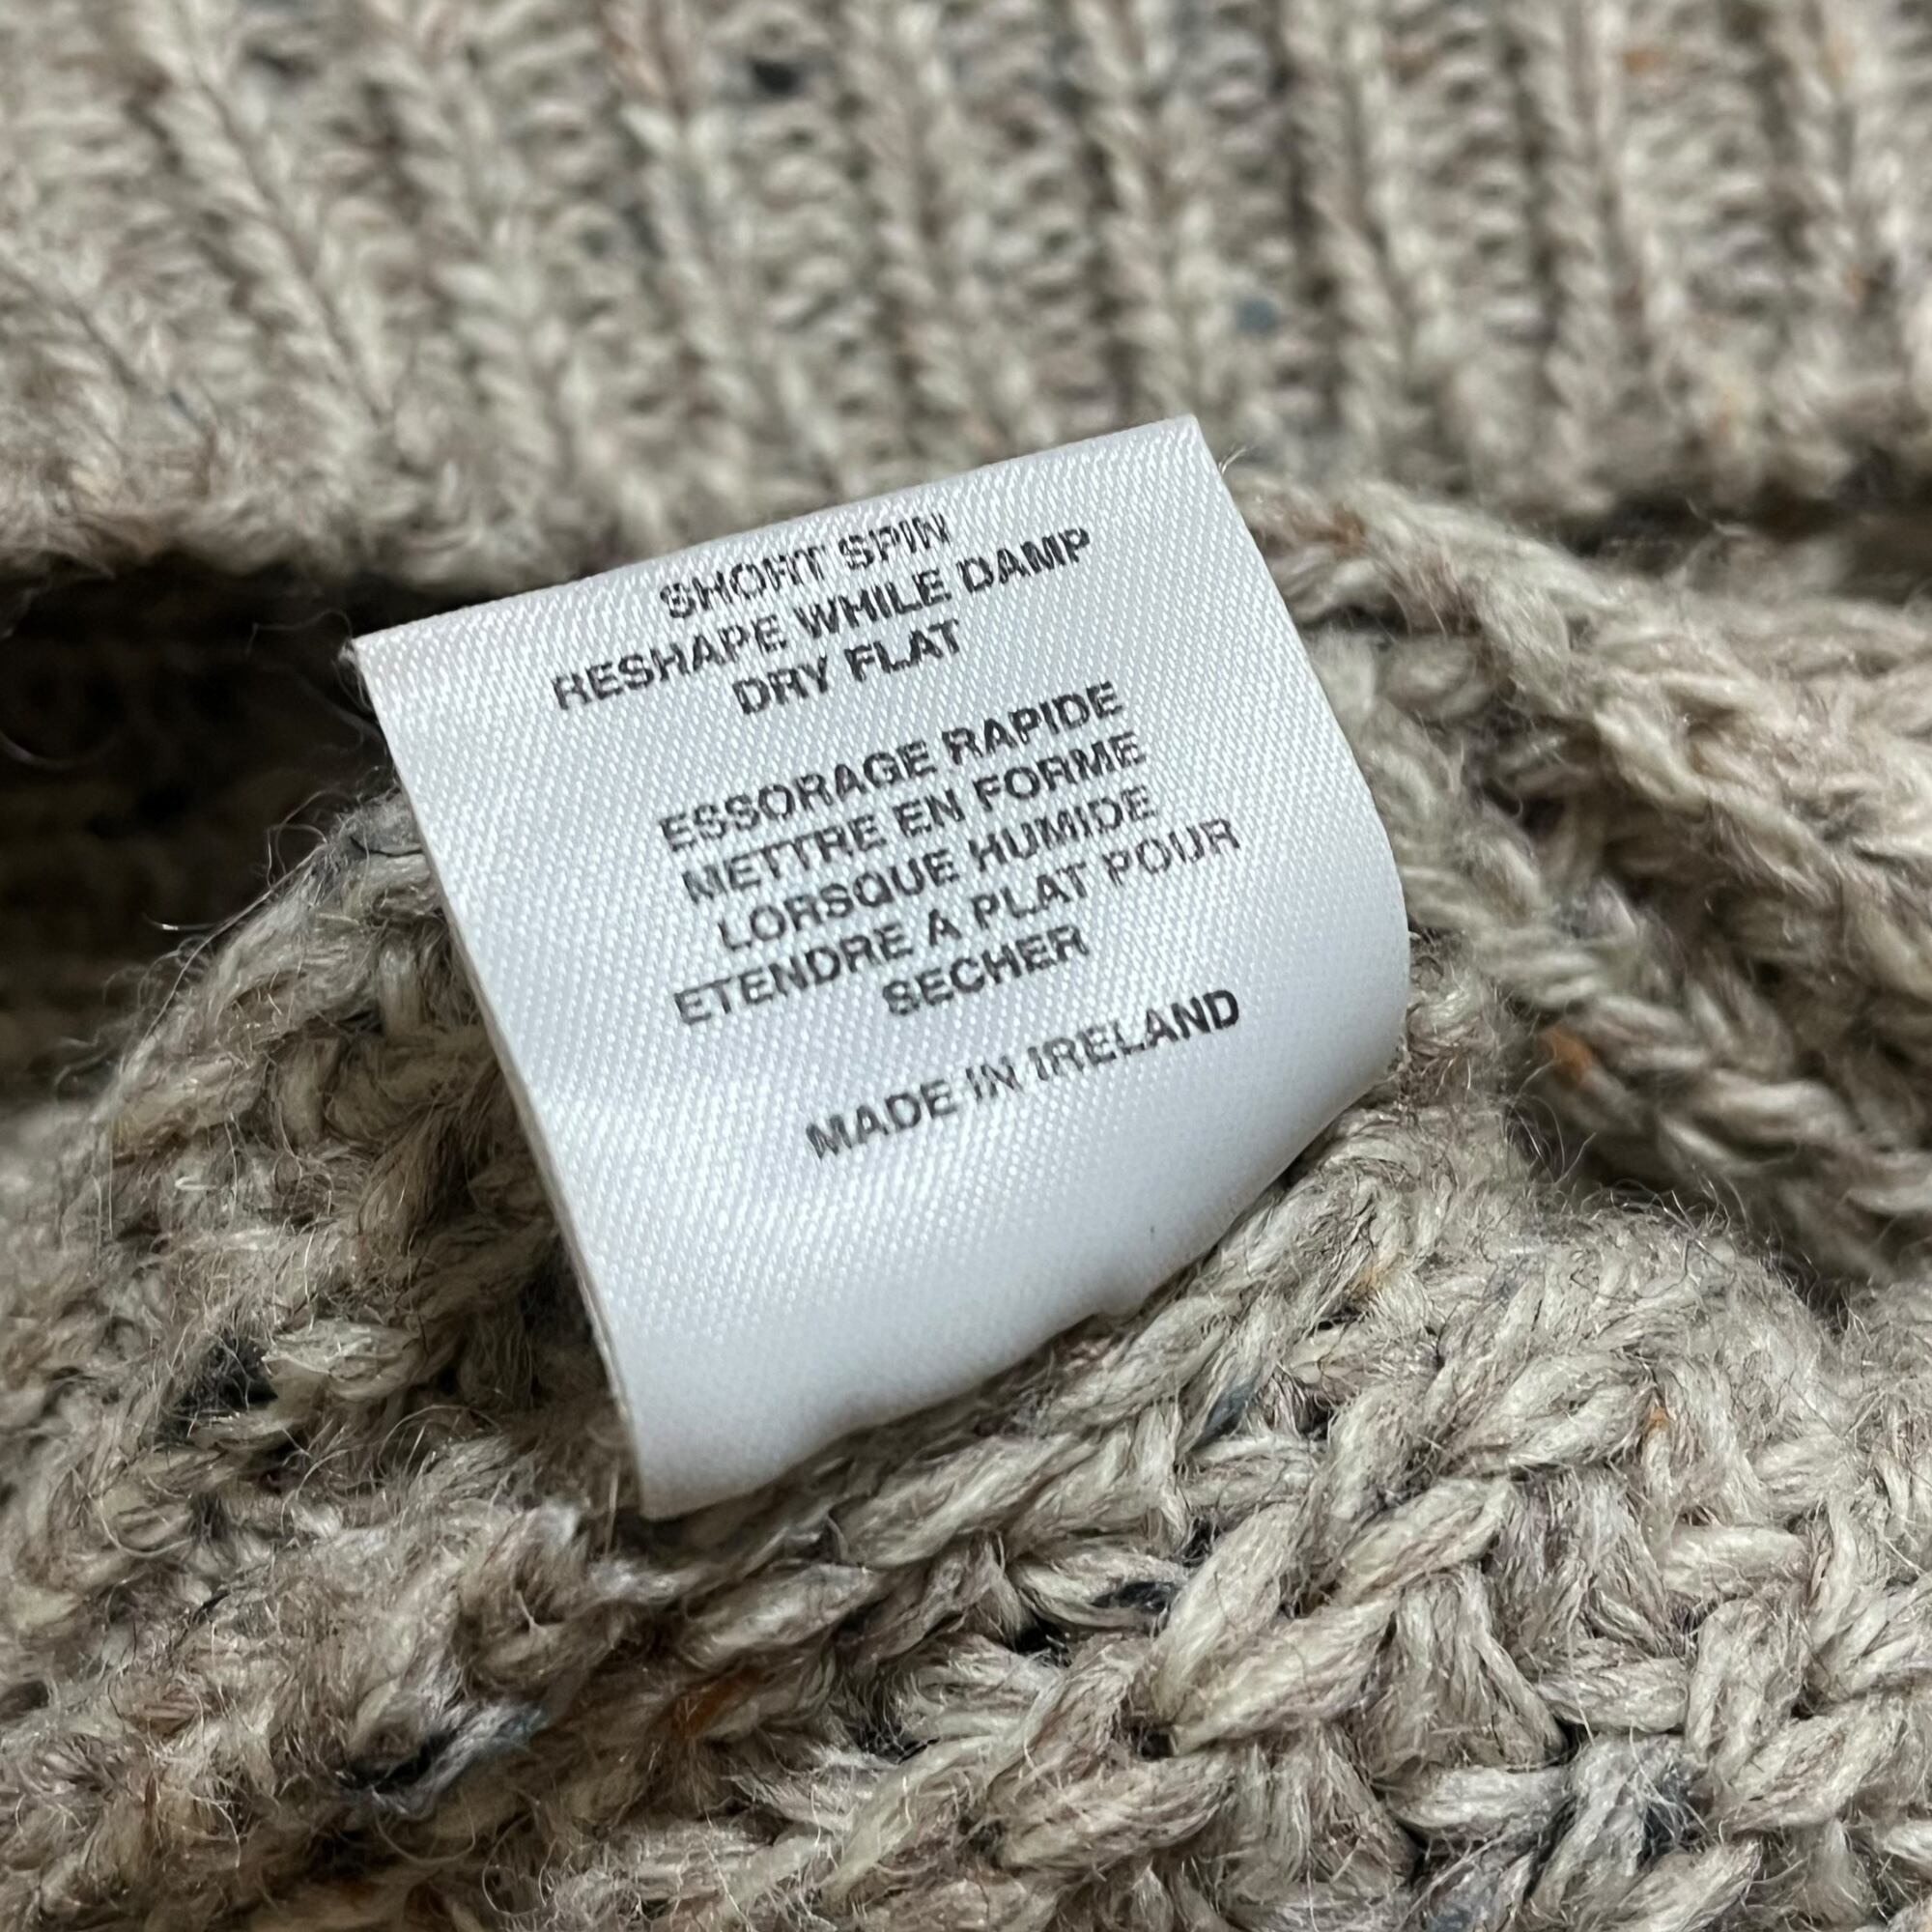 SHORT SPIN
RESHAPE WHILE DAMP
DRY FLAT
ESSORAGE RAPIDE
METTRE EN FORME
LORSQUE HUMIDE
ETENDRE A PLAT POUR
SECHER
MADE IN IRELAND